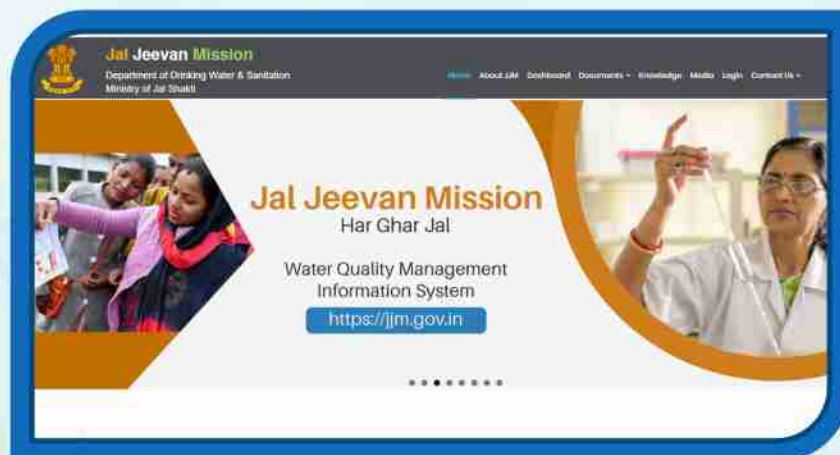 Jal Jeevan Mission
Department of Drinking Water & Sanitation
Ministry of Jal Shakti
Home About JJM Dashboard Documents Knowledge Media Login Contact Us
Jal Jeevan Mission
Har Ghar Jal
Water Quality Management
Information System
https://jjm.gov.in